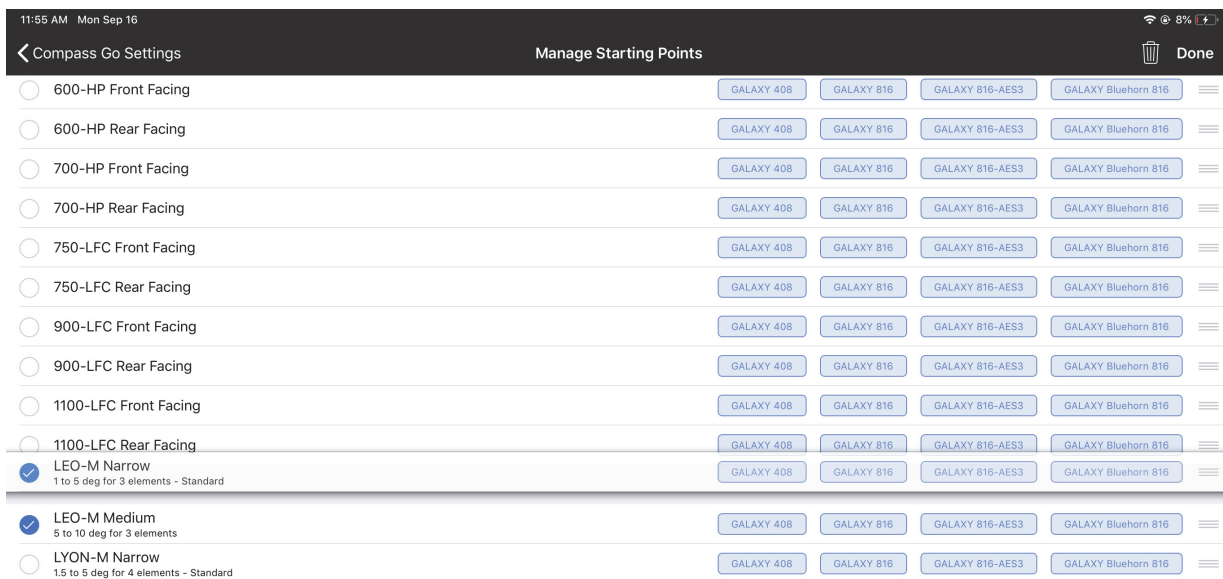 11:55 AM Mon Sep 16 8%
Compass Go Settings Manage Starting Points Done
600-HP Front Facing GALAXY 408 GALAXY 816 GALAXY 816-AES3 GALAXY Bluehorn 816
600-HP Rear Facing GALAXY 408 GALAXY 816 GALAXY 816-AES3 GALAXY Bluehorn 816
700-HP Front Facing GALAXY 408 GALAXY 816 GALAXY 816-AES3 GALAXY Bluehorn 816
700-HP Rear Facing GALAXY 408 GALAXY 816 GALAXY 816-AES3 GALAXY Bluehorn 816
750-LFC Front Facing GALAXY 408 GALAXY 816 GALAXY 816-AES3 GALAXY Bluehorn 816
750-LFC Rear Facing GALAXY 408 GALAXY 816 GALAXY 816-AES3 GALAXY Bluehorn 816
900-LFC Front Facing GALAXY 408 GALAXY 816 GALAXY 816-AES3 GALAXY Bluehorn 816
900-LFC Rear Facing GALAXY 408 GALAXY 816 GALAXY 816-AES3 GALAXY Bluehorn 816
1100-LFC Front Facing GALAXY 408 GALAXY 816 GALAXY 816-AES3 GALAXY Bluehorn 816
1100-LFC Rear Facing GALAXY 408 GALAXY 816 GALAXY 816-AES3 GALAXY Bluehorn 816
LEO-M Narrow GALAXY 408 GALAXY 816 GALAXY 816-AES3 GALAXY Bluehorn 816
1 to 5 deg for 3 elements - Standard
LEO-M Medium GALAXY 408 GALAXY 816 GALAXY 816-AES3 GALAXY Bluehorn 816
5 to 10 deg for 3 elements
LYON-M Narrow GALAXY 408 GALAXY 816 GALAXY 816-AES3 GALAXY Bluehorn 816
1.5 to 5 deg for 4 elements - Standard